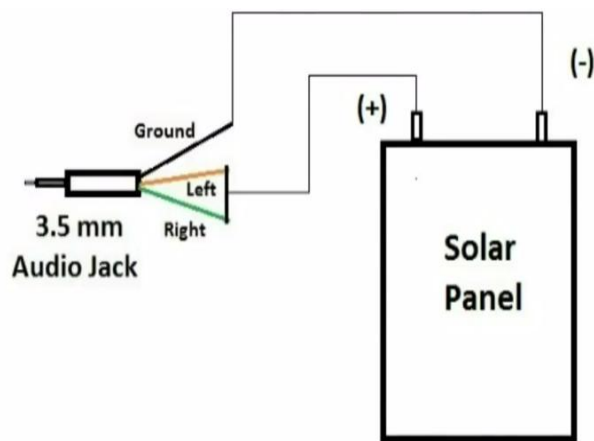 Ground
Left
Right
3.5 mm
Audio Jack
(+)
(-)
Solar
Panel